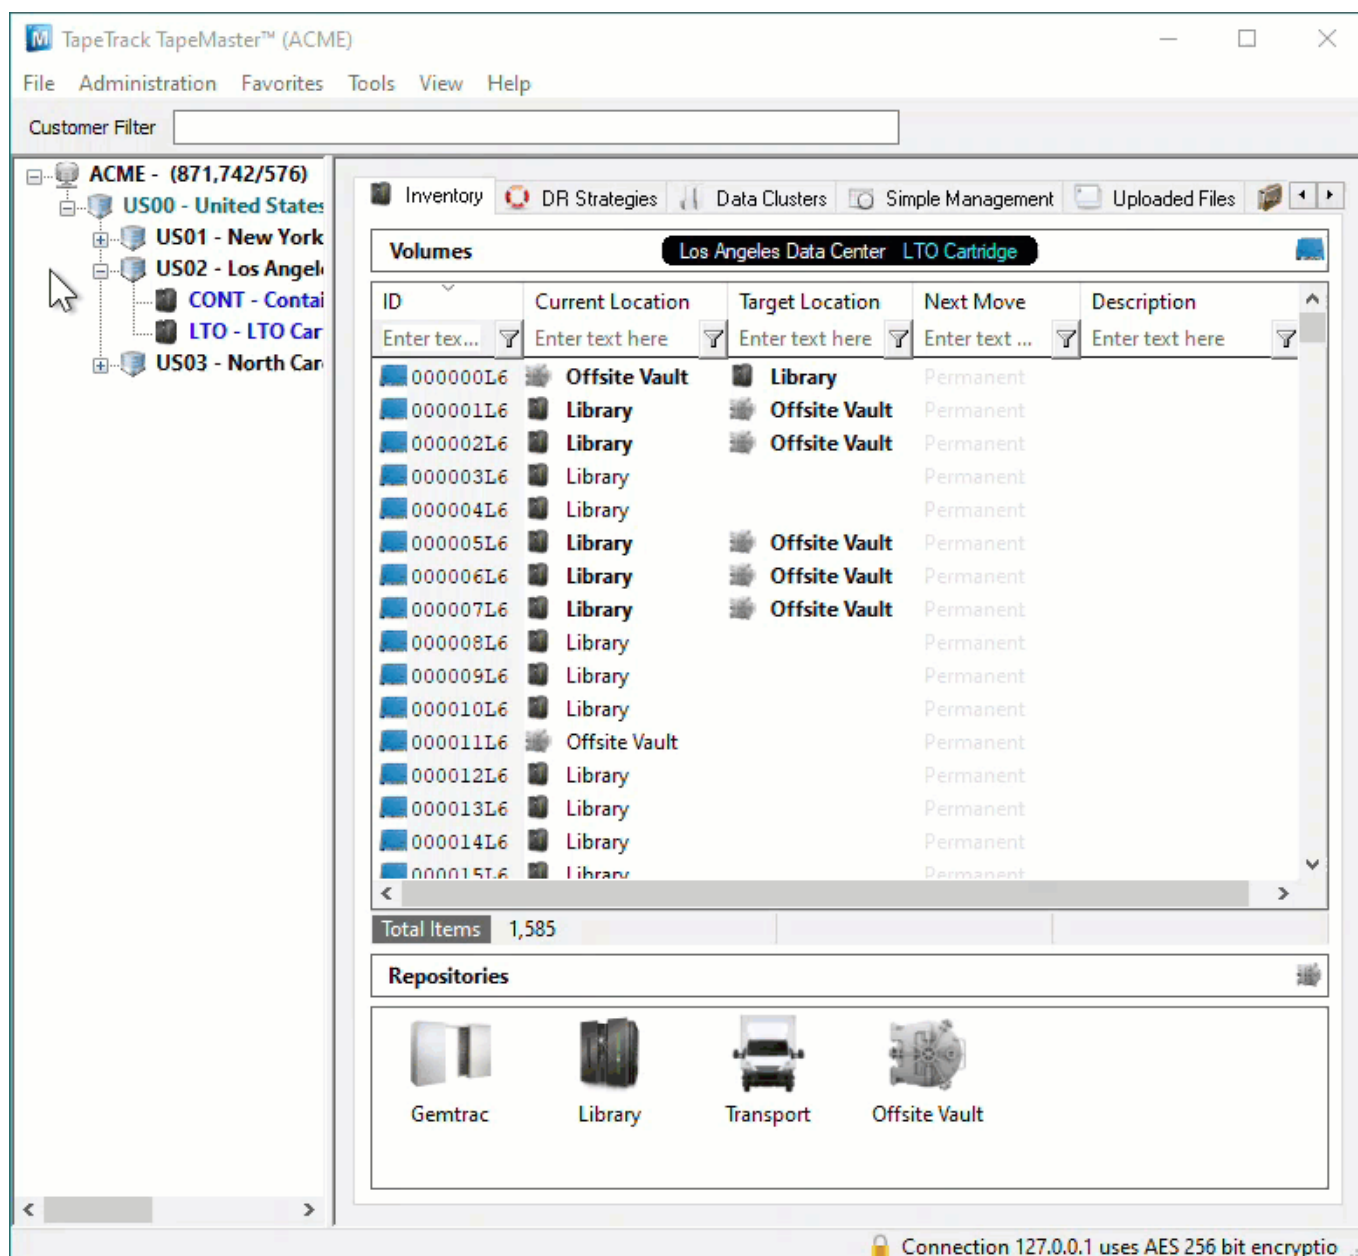 TapeTrack TapeMaster™ (ACME)
File Administration Favorites Tools View Help
Customer Filter
ACME - (871,742/576)
US00 - United States
US01 - New York
US02 - Los Angel
CONT - Contai
LTO - LTO Car
US03 - North Car
Inventory DR Strategies Data Clusters Simple Management Uploaded Files
Volumes Los Angeles Data Center LTO Cartridge
ID Current Location Target Location Next Move Description
Enter tex... Enter text here Enter text here Enter text ... Enter text here
000000L6 Offsite Vault Library Permanent
000001L6 Library Offsite Vault Permanent
000002L6 Library Offsite Vault Permanent
000003L6 Library Permanent
000004L6 Library Permanent
000005L6 Library Offsite Vault Permanent
000006L6 Library Offsite Vault Permanent
000007L6 Library Offsite Vault Permanent
000008L6 Library Permanent
000009L6 Library Permanent
000010L6 Library Permanent
000011L6 Offsite Vault Permanent
000012L6 Library Permanent
000013L6 Library Permanent
000014L6 Library Permanent
000015L6 Library Permanent
Total Items 1,585
Repositories
Gemtrac Library Transport Offsite Vault
Connection 127.0.0.1 uses AES 256 bit encryptio